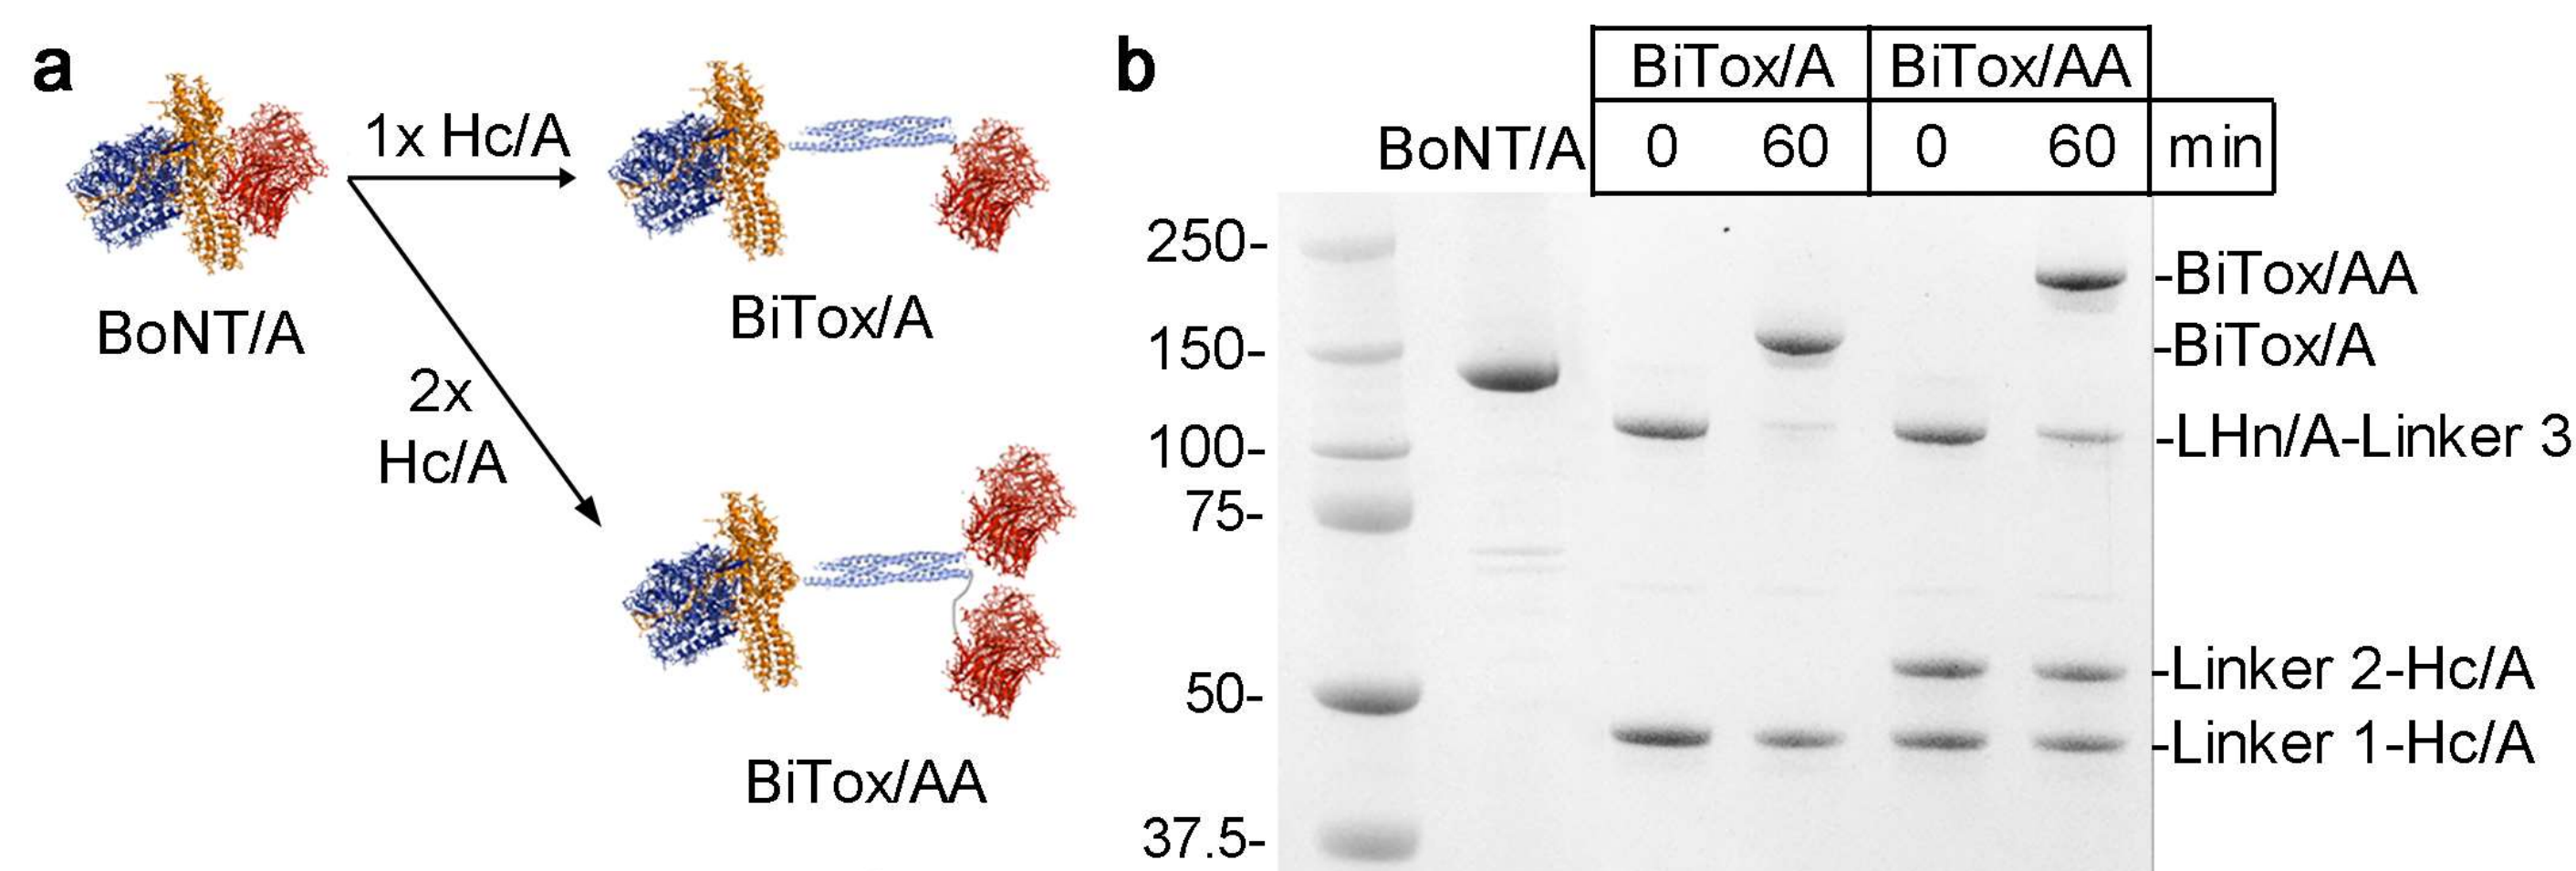 a
1x Hc/A
BoNT/A
BiTox/A
2x
Hc/A
BiTox/AA
b
BiTox/A BiTox/AA
BoNT/A 0 60 0 60 min
250-
150-
100-
75-
50-
37.5-
-BiTox/AA
-BiTox/A
-LHn/A-Linker 3
-Linker 2-Hc/A
-Linker 1-Hc/A